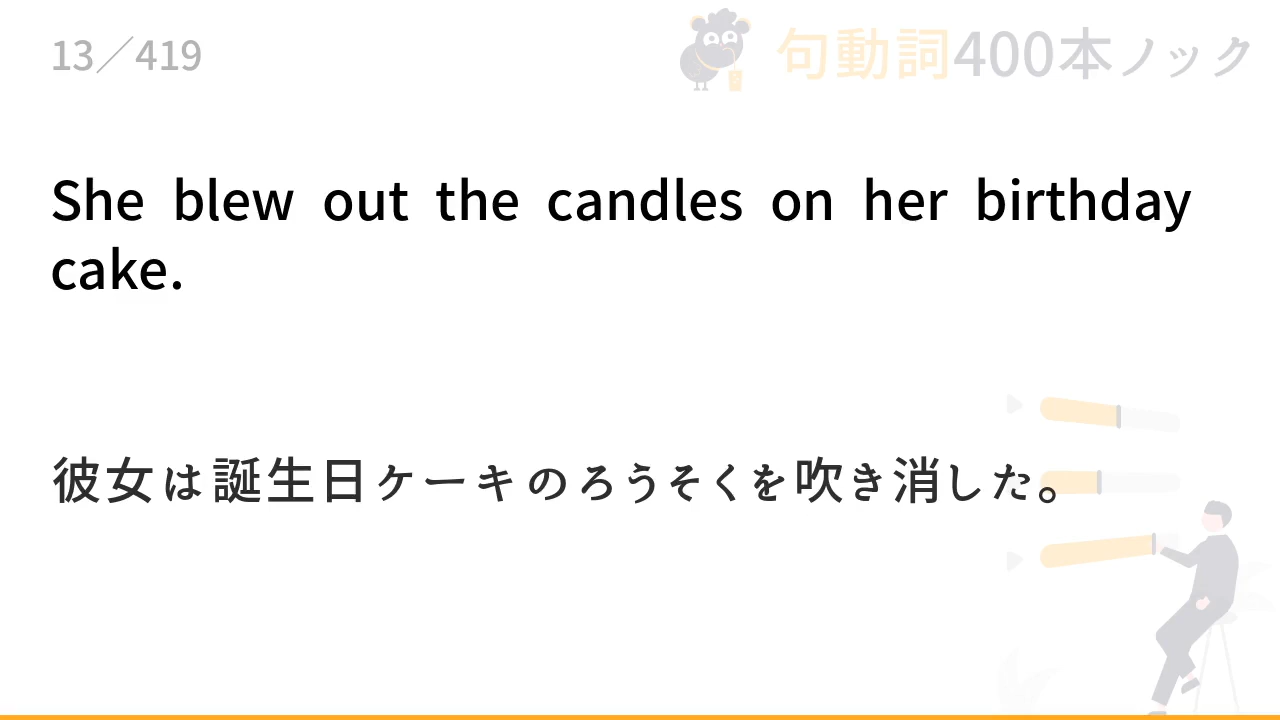 13／419
句動詞400本ノック
She blew out the candles on her birthday
cake.
彼女は誕生日ケーキのろうそくを吹き消した。